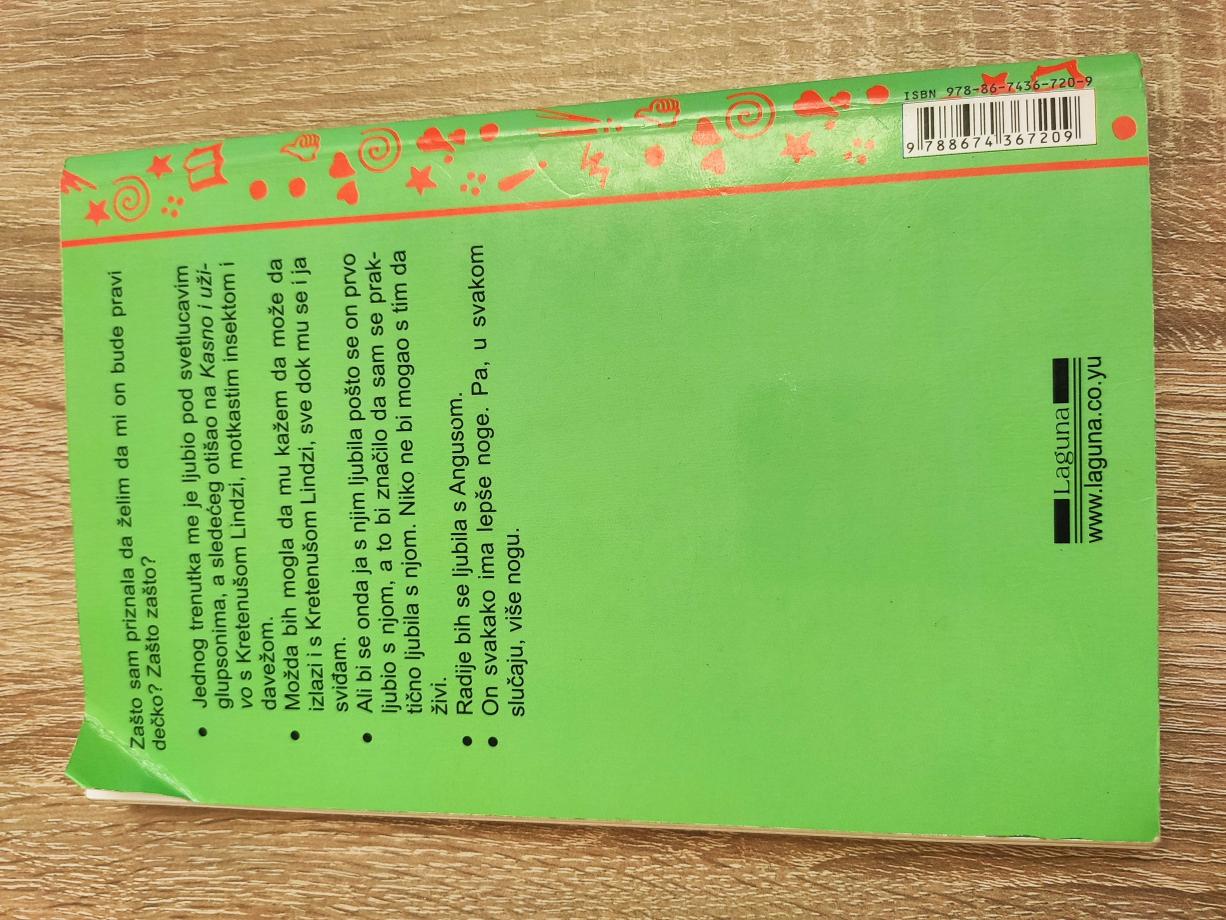 Zašto sam priznala da želim da mi on bude pravi
dečko? Zašto zašto?
• Jednog trenutka me je ljubio pod svetlucavim
glupsonima, a sledećeg otišao na Kasno i uži-
vo s Kretenušom Lindzi, motkastim insektom i
davežom.
• Možda bih mogla da mu kažem da može da
izlazi i s Kretenušom Lindzi, sve dok mu se i ja
sviđam.
• Ali bi se onda ja s njim ljubila pošto se on prvo
ljubio s njom, a to bi značilo da sam se prak-
tično ljubila s njom. Niko ne bi mogao s tim da
živi.
• Radije bih se ljubila s Angusom.
• On svakako ima lepše noge. Pa, u svakom
slučaju, više nogu.
Laguna
www.laguna.co.yu
ISBN 978-86-7436-720-9
9 788674 367209